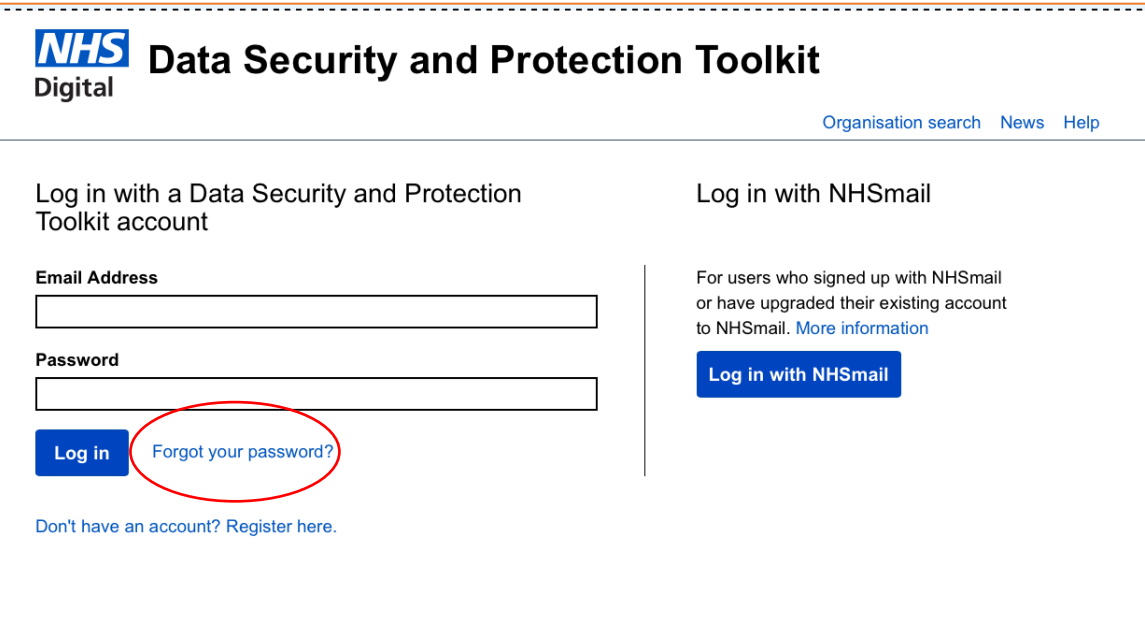 NHS
Digital
Data Security and Protection Toolkit
Organisation search News Help
Log in with a Data Security and Protection
Toolkit account
Email Address
Password
Log in
Forgot your password?
Don't have an account? Register here.
Log in with NHSmail
For users who signed up with NHSmail
or have upgraded their existing account
to NHSmail. More information
Log in with NHSmail